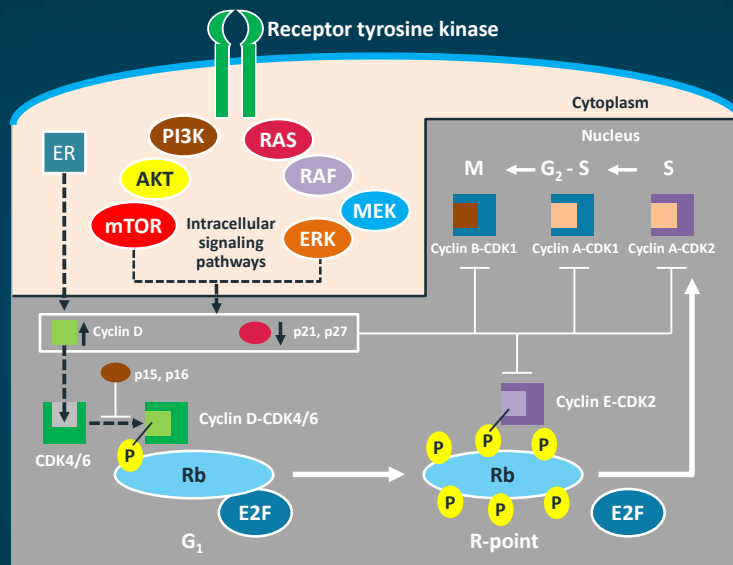 Receptor tyrosine kinase
Cytoplasm
Nucleus
PI3K
RAS
ER
M
G₂ - S
S
AKT
RAF
mTOR
MEK
Intracellular
signaling
pathways
ERK
Cyclin B-CDK1
Cyclin A-CDK1
Cyclin A-CDK2
Cyclin D
p21, p27
p15, p16
Cyclin D-CDK4/6
Cyclin E-CDK2
CDK4/6
P
Rb
E2F
G₁
P
P
P
Rb
P
P
P
E2F
R-point